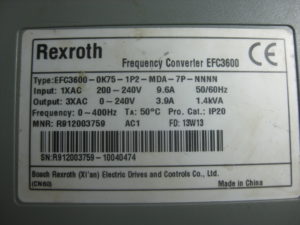 Rexroth
Frequency Converter EFC3600
CE
Type:EFC3600-0K75-1P2-MDA-7P-NNNN
Input: 1XAC 200-240V 9.6A 50/60Hz
Output: 3XAC 0-240V 3.9A 1.4kVA
Frequency: 0-400Hz Ta: 50°C Pro. Cat.: IP20
MNR: R912003759 AC1 FD: 13W13
SN:R912003759-10040474
Bosch Rexroth (Xi'an) Electric Drives and Controls Co., Ltd.
(CN60) Made in China